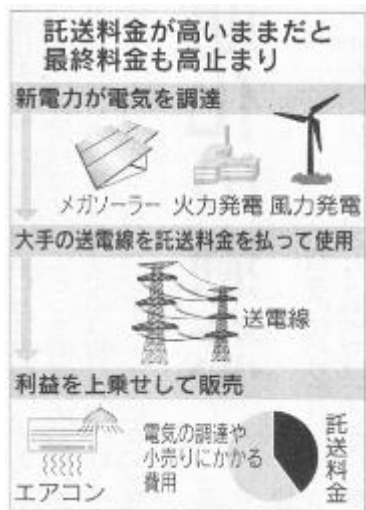 託送料金が高いままだと
最終料金も高止まり
新電力が電気を調達
メガソーラー 火力発電 風力発電
大手の送電線を託送料金を払って使用
送電線
利益を上乗せして販売
エアコン
電気の調達や
小売りにかかる
費用
託送料金